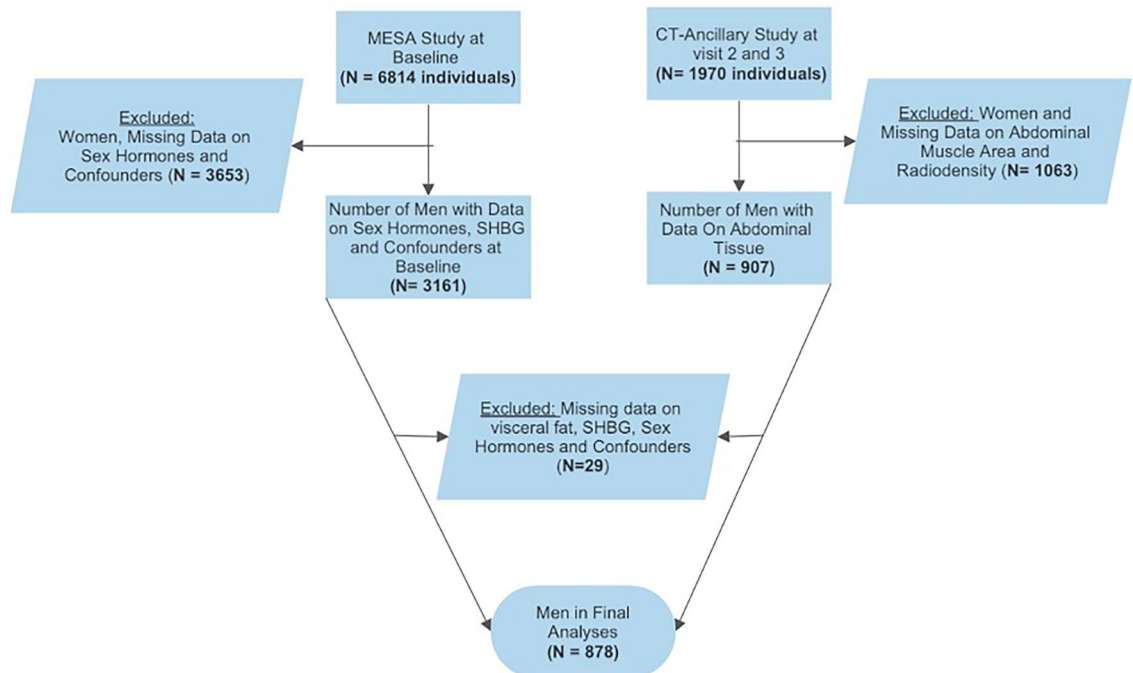 MESA Study at
Baseline
(N = 6814 individuals)
CT-Ancillary Study at
visit 2 and 3
(N= 1970 individuals)
Excluded:
Women, Missing Data on
Sex Hormones and
Confounders (N = 3653)
Excluded: Women and
Missing Data on Abdominal
Muscle Area and
Radiodensity (N= 1063)
Number of Men with Data
on Sex Hormones, SHBG
and Confounders at
Baseline
(N= 3161)
Number of Men with
Data On Abdominal
Tissue
(N = 907)
Excluded: Missing data on
visceral fat, SHBG, Sex
Hormones and Confounders
(N=29)
Men in Final
Analyses
(N = 878)